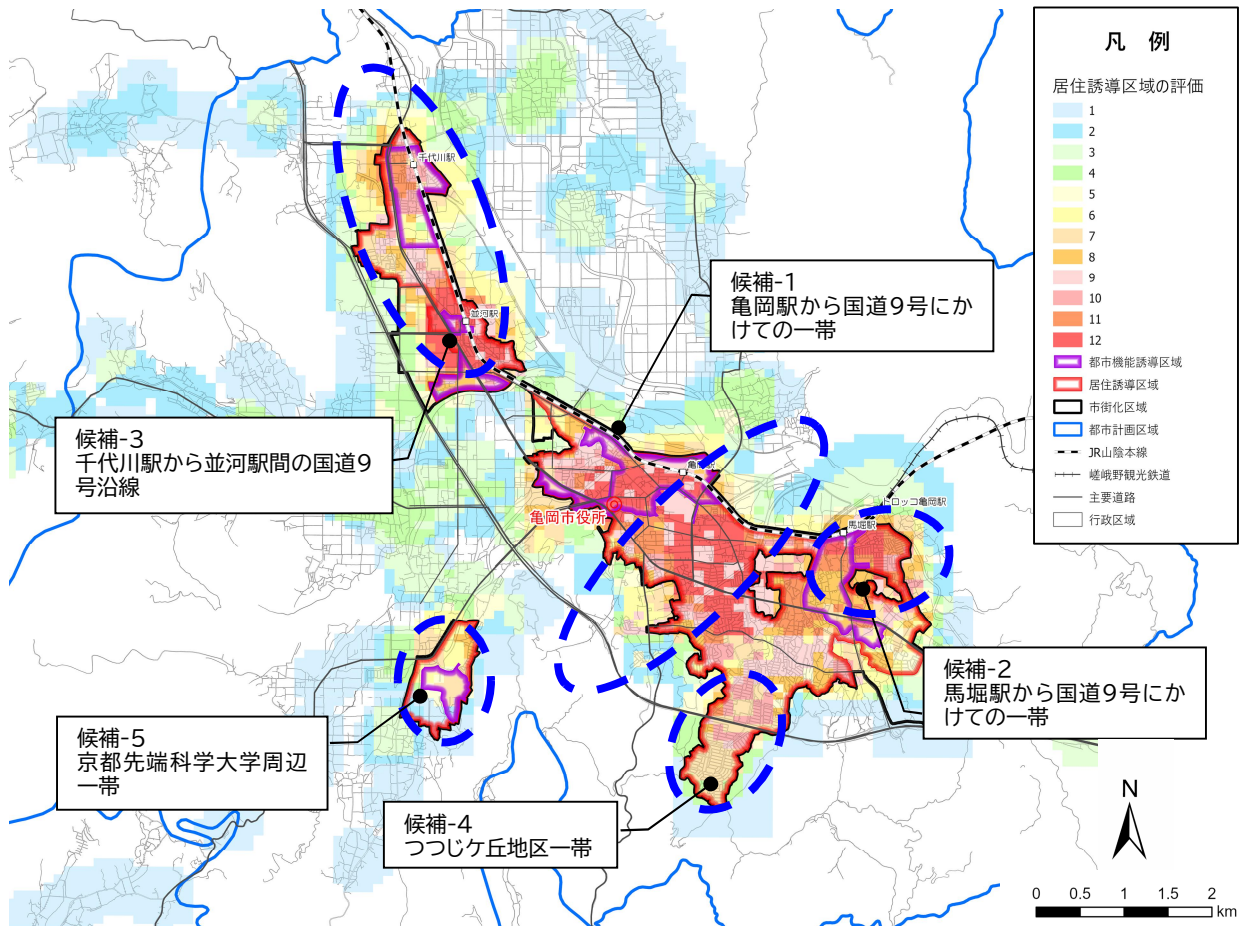 凡 例
居住誘導区域の評価
1
2
3
4
5
6
7
8
9
10
11
12
都市機能誘導区域
居住誘導区域
市街化区域
都市計画区域
JR山陰本線
嵯峨野観光鉄道
主要道路
行政区域
千代川駅
並河駅
候補-1
亀岡駅から国道9号にか
けての一帯
候補-3
千代川駅から並河駅間の国道9
号沿線
亀岡駅
亀岡市役所
トロッコ亀岡駅
馬堀駅
候補-2
馬堀駅から国道9号にか
けての一帯
候補-5
京都先端科学大学周辺
一帯
候補-4
つつじケ丘地区一帯
N
0 0.5 1 1.5 2
km